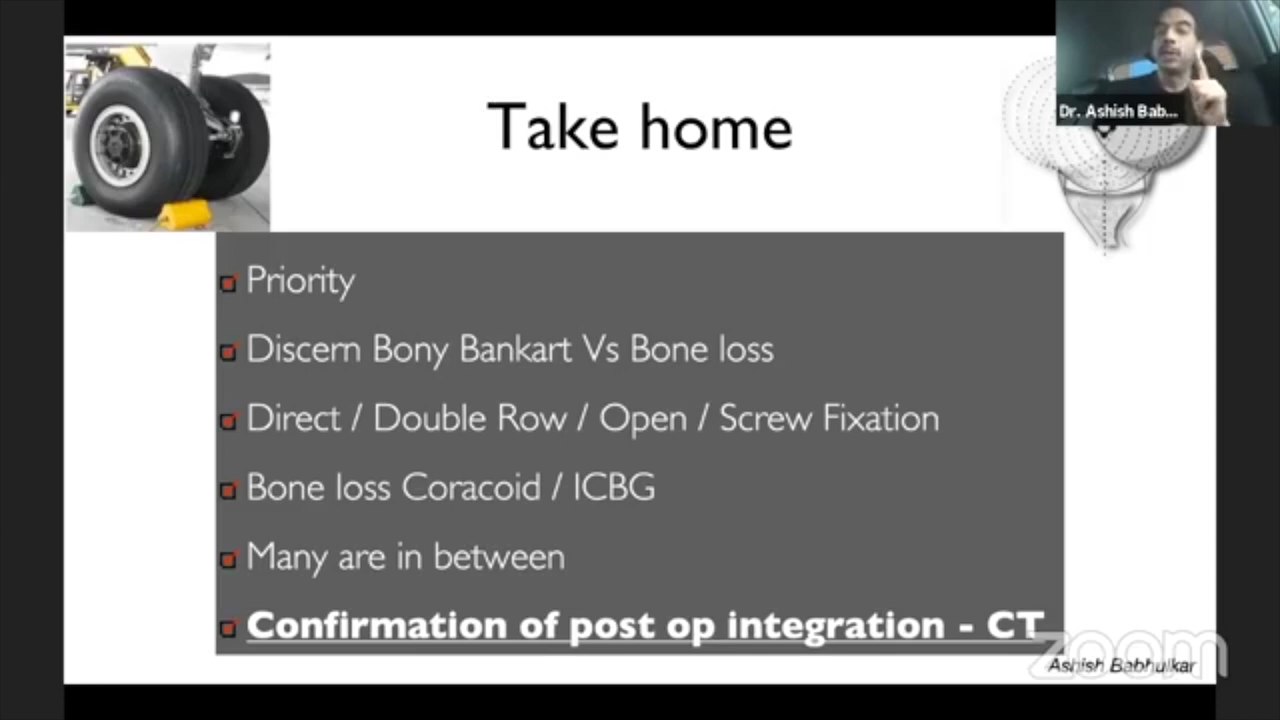 Dr. Ashish Bab...
Take home
Priority
Discern Bony Bankart Vs Bone loss
Direct / Double Row / Open / Screw Fixation
Bone loss Coracoid / ICBG
Many are in between
Confirmation of post op integration - CT
zoom
Ashish Babhulkar